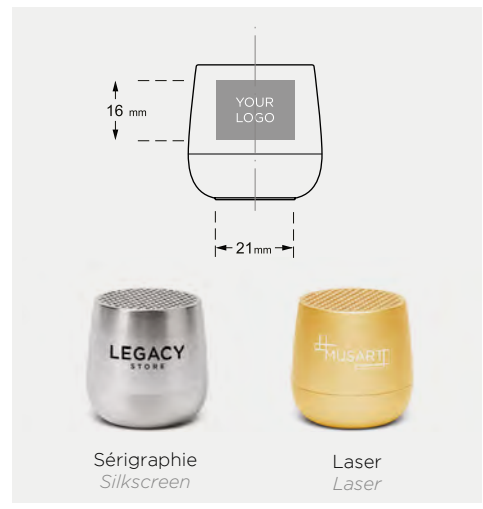 16 mm
YOUR
LOGO
21mm
LEGACY
STORE
MUSART
Sérigraphie
Silkscreen
Laser
Laser